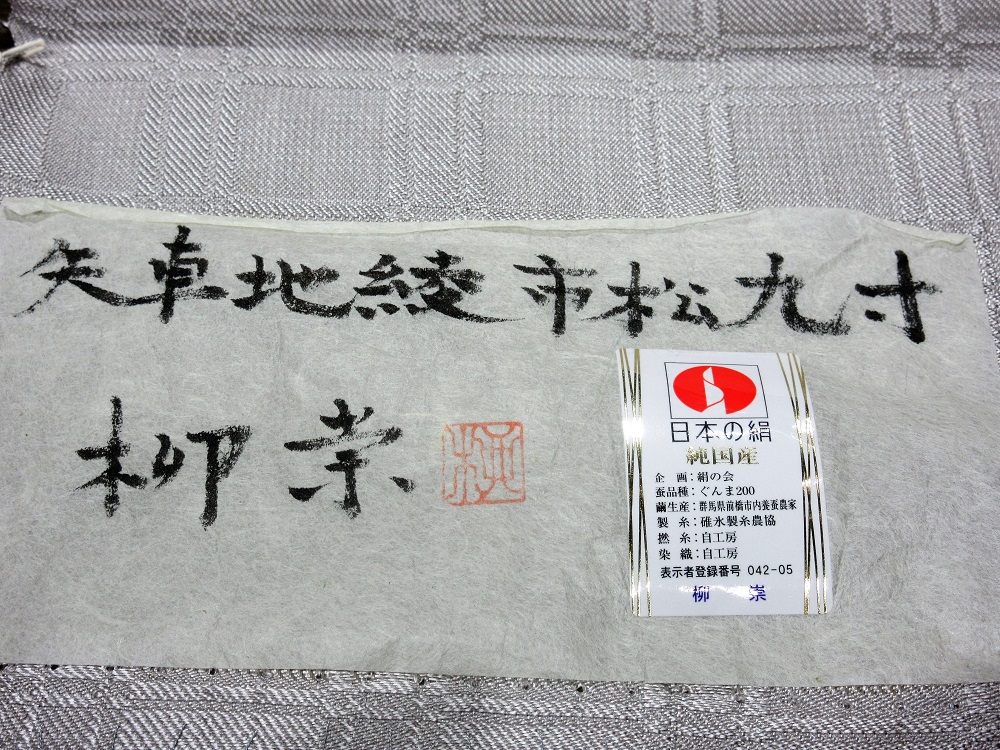 矢車地綾市松九寸
柳崇
柳
日本の絹
純国産
企　画：絹の会
蚕品種：ぐんま200
繭生産：群馬県前橋市内養蚕農家
製　糸：碓氷製糸農協
撚　糸：自工房
染　織：自工房
表示者登録番号 042-05
柳　崇